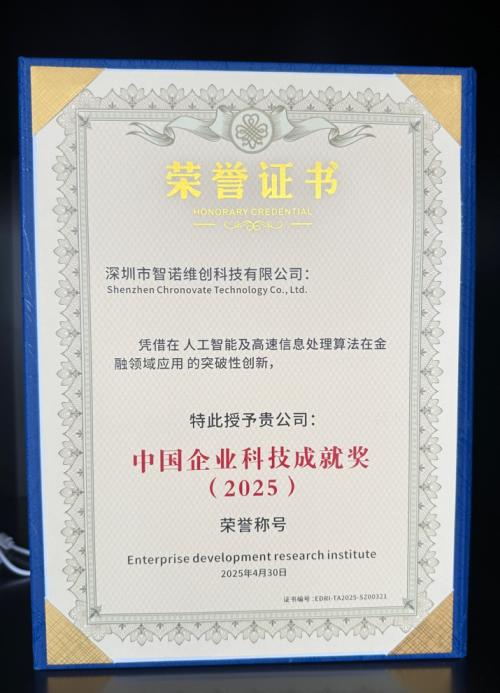 荣誉证书
HONORARY CREDENTIAL
深圳市智诺维创科技有限公司：
Shenzhen Chronovate Technology Co., Ltd.
凭借在 人工智能及高速信息处理算法在金
融领域应用 的突破性创新，
特此授予贵公司：
中国企业科技成就奖
（2025）
荣誉称号
Enterprise development research institute
2025年4月30日
证书编号：EDRI-TA2025-S200321